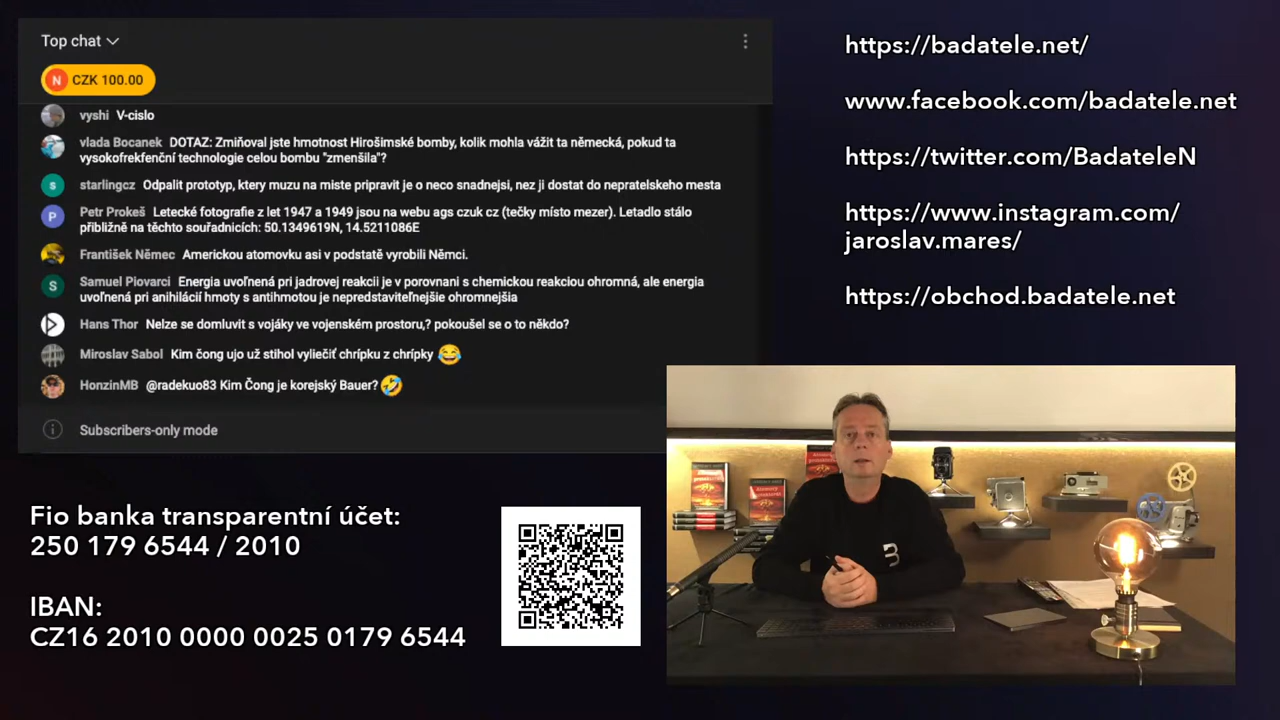 Top chat
N CZK 100.00
vyshi V-cislo
vlada Bocanek DOTAZ: Zmiňoval jste hmotnost Hirošimské bomby, kolik mohla vážit ta německá, pokud ta
vysokofrekfenční technologie celou bombu "zmenšila"?
s starlingcz Odpalit prototyp, ktery muzu na miste pripravit je o neco snadnejsi, nez ji dostat do nepratelskeho mesta
P Petr Prokeš Letecké fotografie z let 1947 a 1949 jsou na webu ags czuk cz (tečky místo mezer). Letadlo stálo
přibližně na těchto souřadnicích: 50.1349619N, 14.5211086E
František Němec Americkou atomovku asi v podstatě vyrobili Němci.
S Samuel Piovarci Energia uvoľnená pri jadrovej reakcii je v porovnani s chemickou reakciou ohromná, ale energia
uvoľnená pri anihilácií hmoty s antihmotou je nepredstaviteľnejšie ohromnejšia
Hans Thor Nelze se domluvit s vojáky ve vojenském prostoru,? pokoušel se o to někdo?
Miroslav Sabol Kim čong ujo už stihol vyliečiť chrípku z chrípky 😂
HonzinMB @radekuo83 Kim Čong je korejský Bauer? 🤣
Subscribers-only mode
https://badatele.net/
www.facebook.com/badatele.net
https://twitter.com/BadateleN
https://www.instagram.com/
jaroslav.mares/
https://obchod.badatele.net
Fio banka transparentní účet:
250 179 6544 / 2010
IBAN:
CZ16 2010 0000 0025 0179 6544